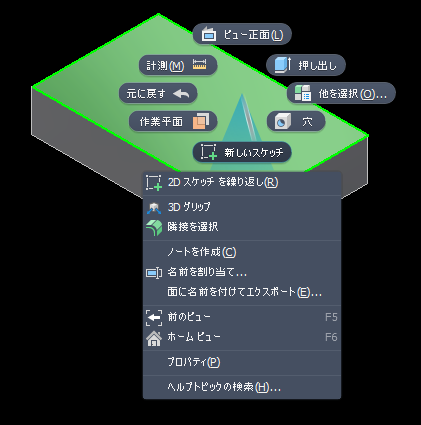 ビュー正面(L)
計測(M)
押し出し
元に戻す
他を選択(O)...
作業平面
穴
新しいスケッチ
2D スケッチ を繰り返し(R)
3D グリップ
隣接を選択
ノートを作成(C)
名前を割り当て...
面に名前を付けてエクスポート(E)...
前のビュー F5
ホーム ビュー F6
プロパティ(P)
ヘルプトピックの検索(H)...